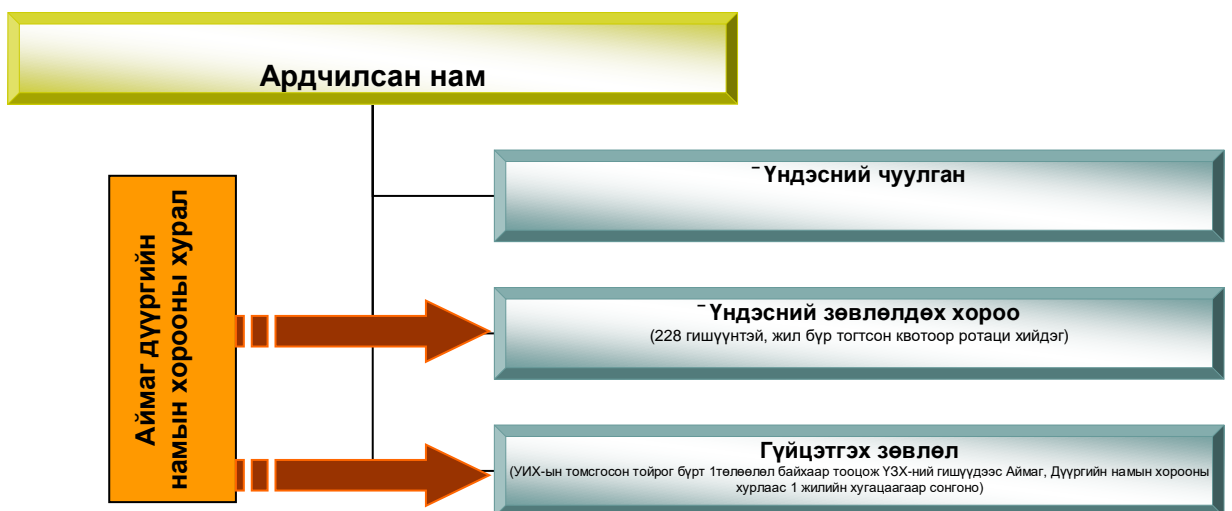 Ардчилсан нам
Аймаг дүүргийн
намын хорооны хурал
¯ Үндэсний чуулган
¯ Үндэсний зөвлөлдөх хороо
(228 гишүүнтэй, жил бүр тогтсон квотоор ротаци хийдэг)
Гүйцэтгэх зөвлөл
(УИХ-ын томсгосон тойрог бүрт 1төлөөлөл байхаар тооцож ҮЗХ-ний гишүүдээс Аймаг, Дүүргийн намын хорооны
хурлаас 1 жилийн хугацаагаар сонгоно)